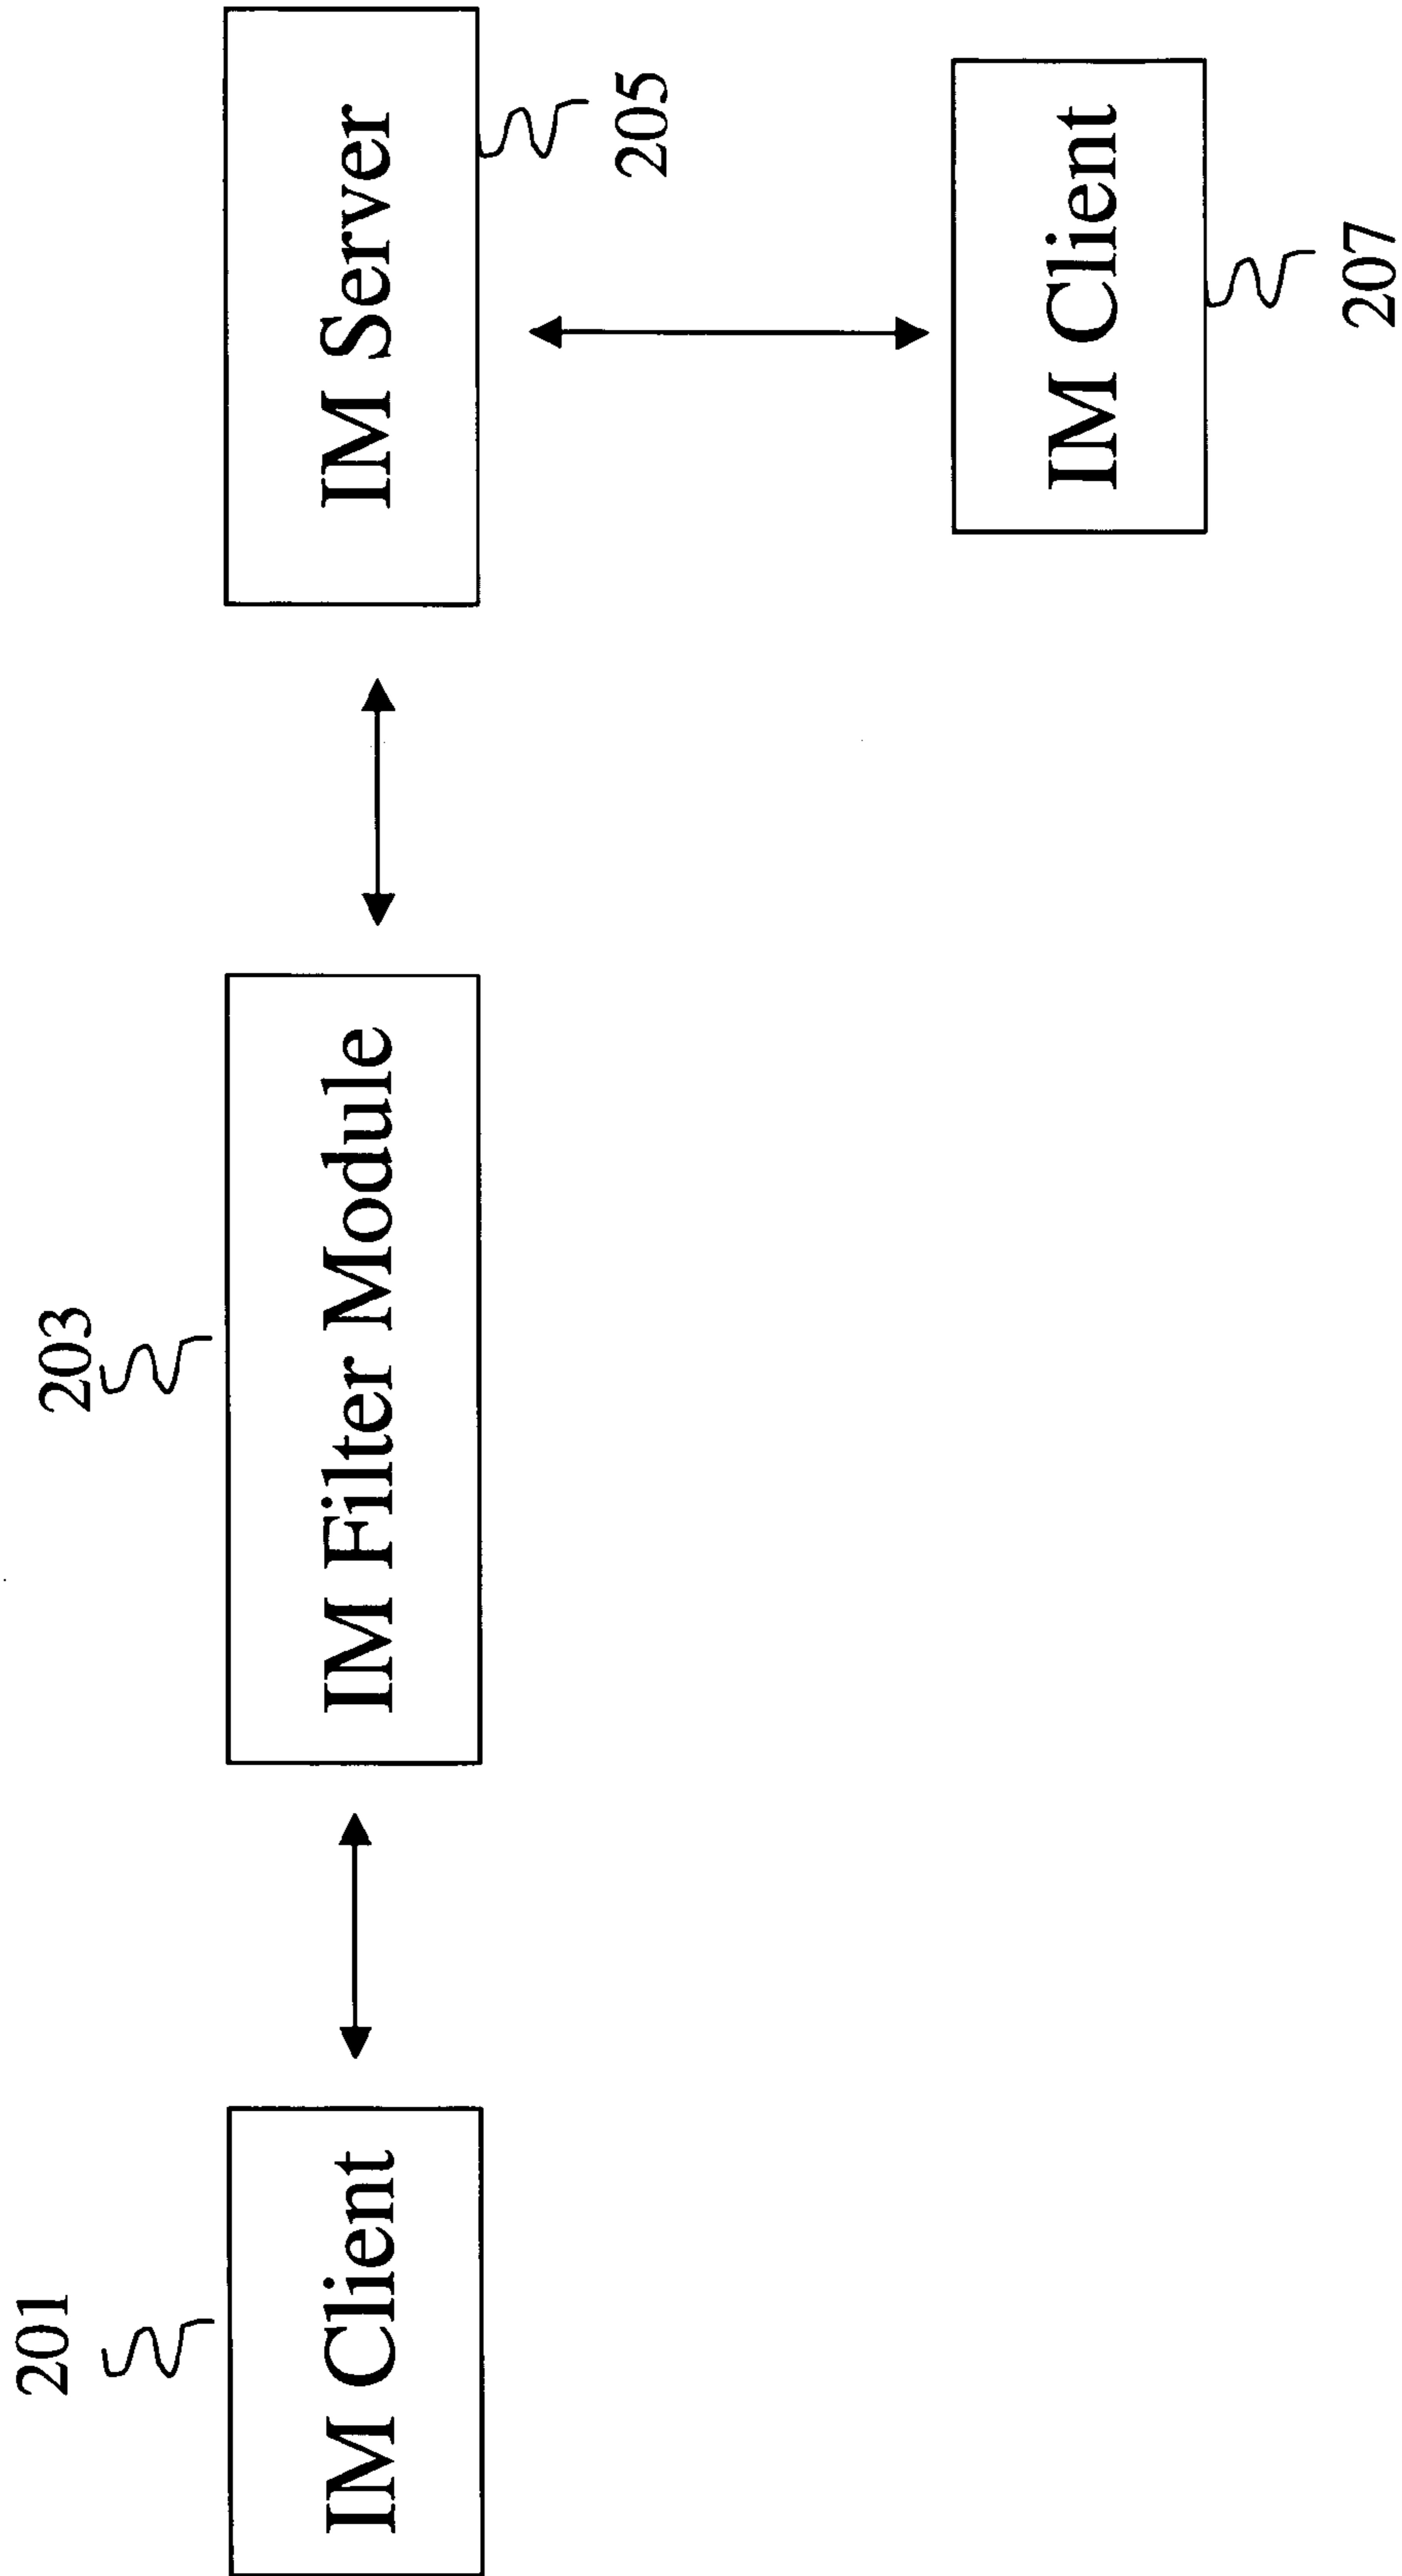 201
203
IM Client
IM Filter Module
IM Server
205
IM Client
207